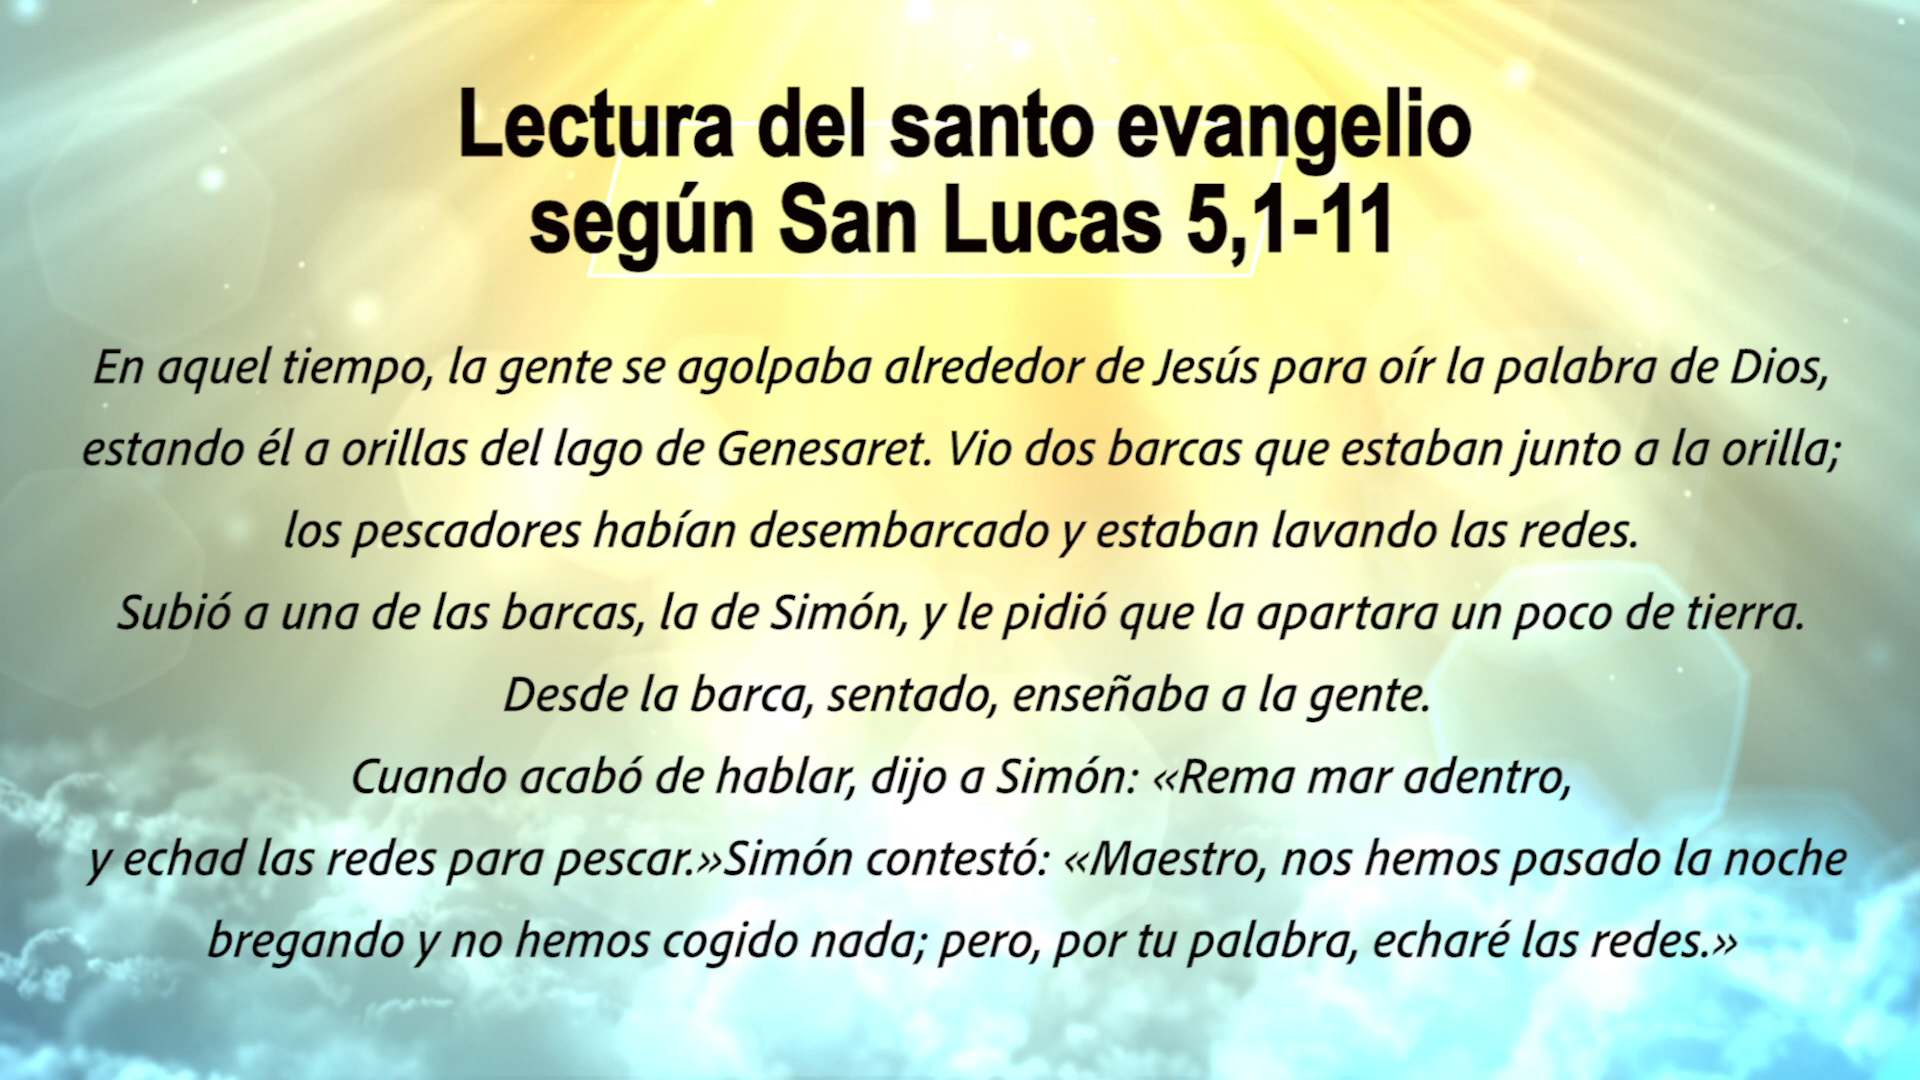 Lectura del santo evangelio
según San Lucas 5,1-11
En aquel tiempo, la gente se agolpaba alrededor de Jesús para oír la palabra de Dios,
estando él a orillas del lago de Genesaret. Vio dos barcas que estaban junto a la orilla;
los pescadores habían desembarcado y estaban lavando las redes.
Subió a una de las barcas, la de Simón, y le pidió que la apartara un poco de tierra.
Desde la barca, sentado, enseñaba a la gente.
Cuando acabó de hablar, dijo a Simón: «Rema mar adentro,
y echad las redes para pescar.»Simón contestó: «Maestro, nos hemos pasado la noche
bregando y no hemos cogido nada; pero, por tu palabra, echaré las redes.»